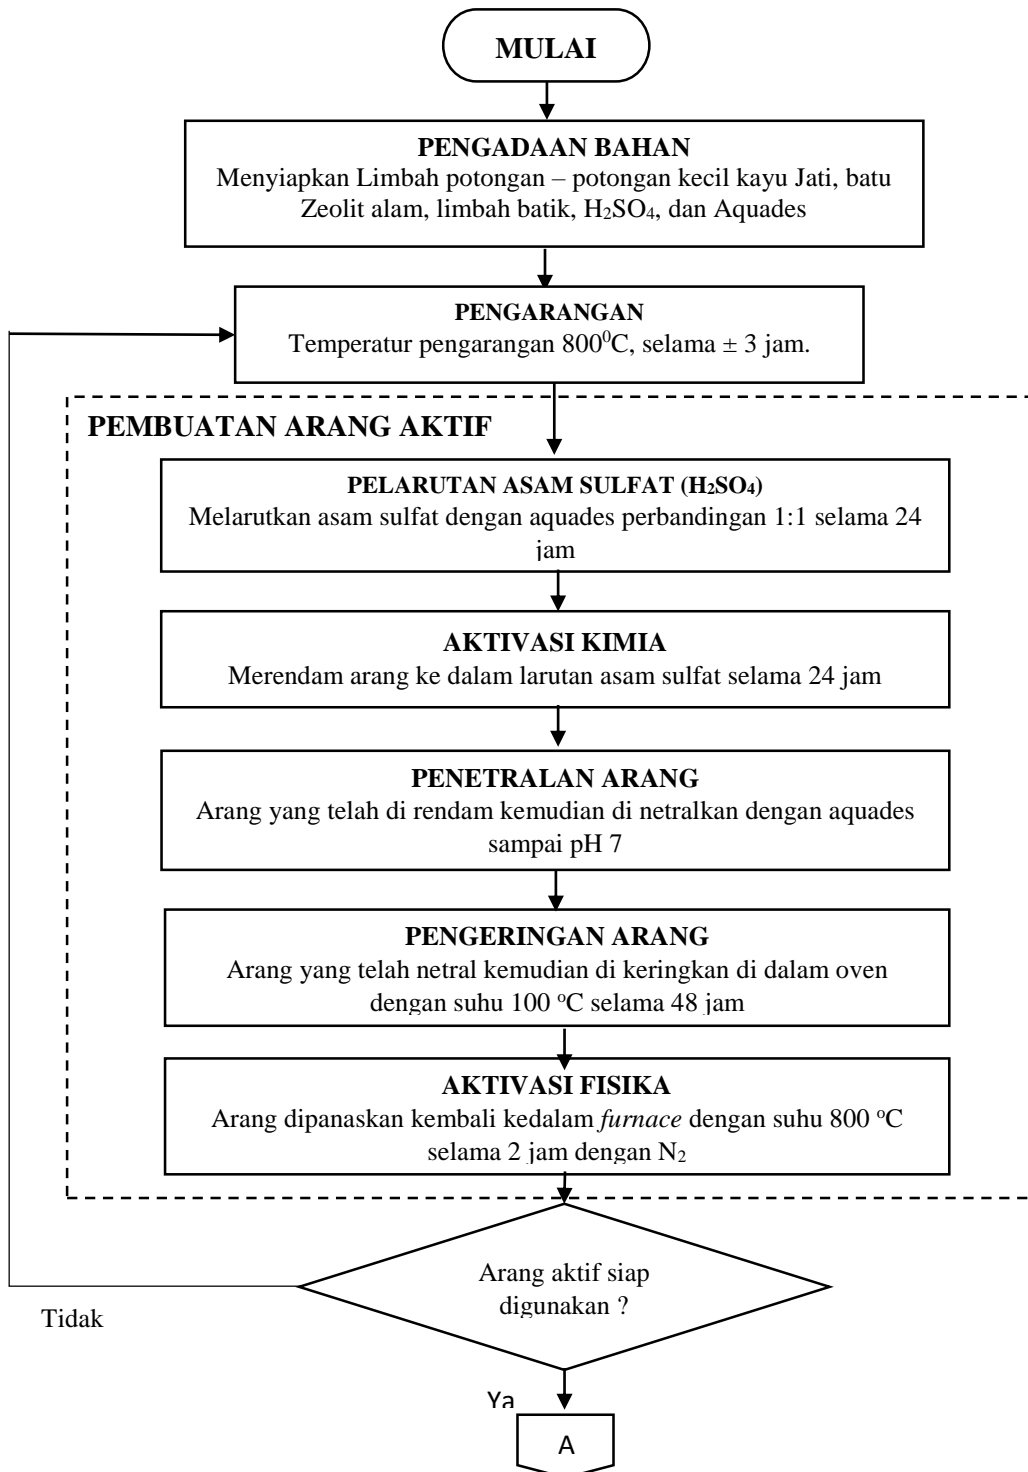 MULAI
PENGADAAN BAHAN
Menyiapkan Limbah potongan – potongan kecil kayu Jati, batu
Zeolit alam, limbah batik, H₂SO₄, dan Aquades
PENGARANGAN
Temperatur pengarangan 800⁰C, selama ± 3 jam.
PEMBUATAN ARANG AKTIF
PELARUTAN ASAM SULFAT (H₂SO₄)
Melarutkan asam sulfat dengan aquades perbandingan 1:1 selama 24
jam
AKTIVASI KIMIA
Merendam arang ke dalam larutan asam sulfat selama 24 jam
PENETRALAN ARANG
Arang yang telah di rendam kemudian di netralkan dengan aquades
sampai pH 7
PENGERINGAN ARANG
Arang yang telah netral kemudian di keringkan di dalam oven
dengan suhu 100 ᵒC selama 48 jam
AKTIVASI FISIKA
Arang dipanaskan kembali kedalam furnace dengan suhu 800 ᵒC
selama 2 jam dengan N₂
Arang aktif siap
digunakan ?
Tidak
Ya
A